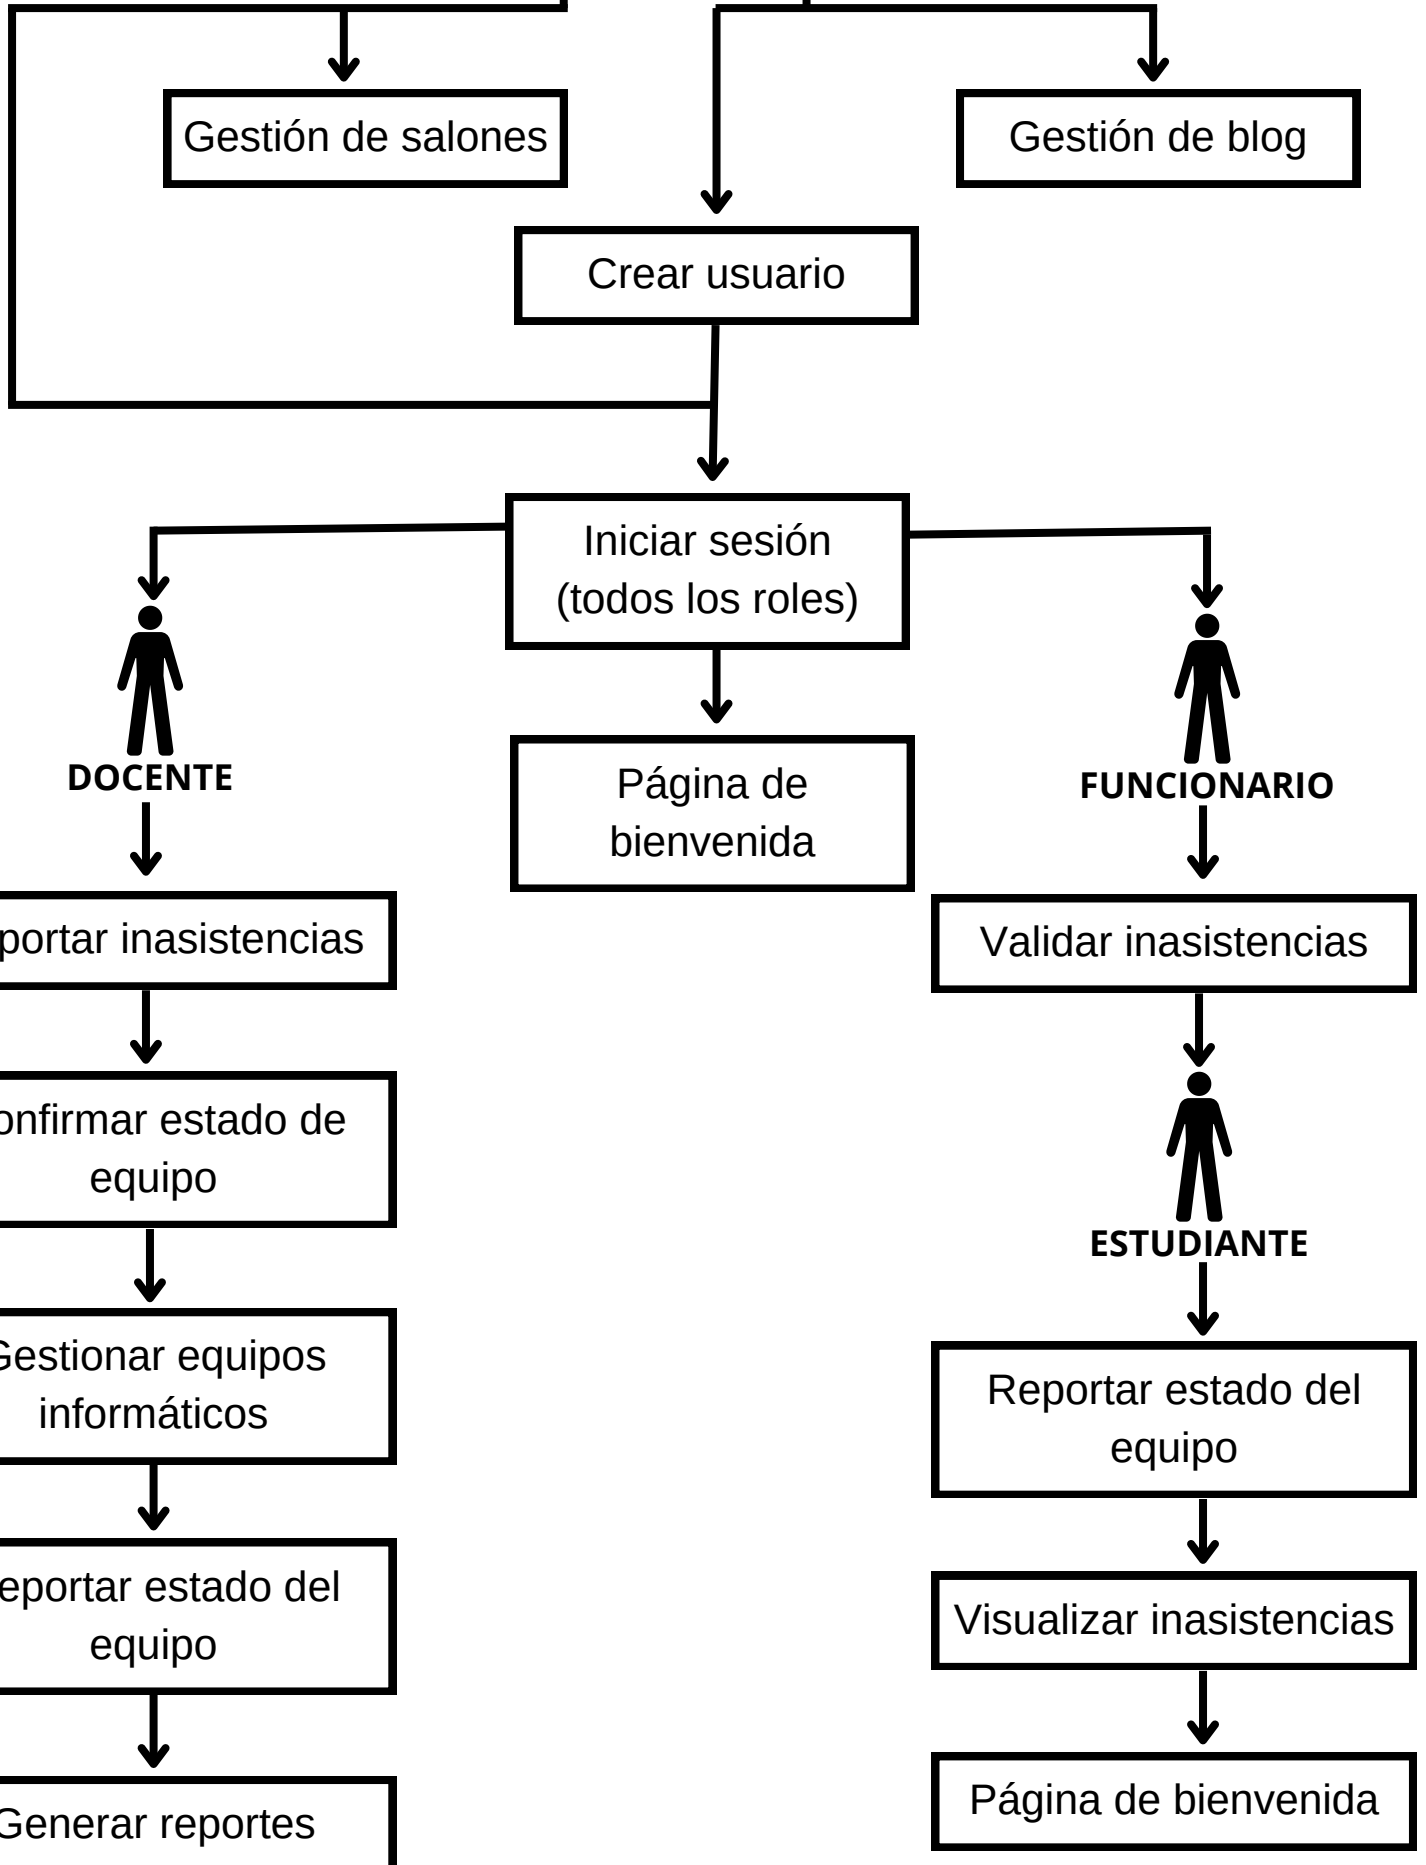 Gestión de salones
Gestión de blog
Crear usuario
Iniciar sesión
(todos los roles)
DOCENTE
FUNCIONARIO
Página de
bienvenida
portar inasistencias
Validar inasistencias
onfirmar estado de
equipo
ESTUDIANTE
Gestionar equipos
informáticos
Reportar estado del
equipo
eportar estado del
equipo
Visualizar inasistencias
Generar reportes
Página de bienvenida